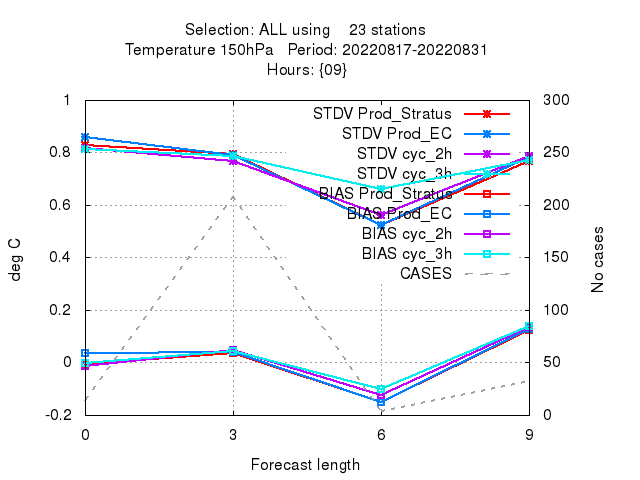 Selection: ALL using 23 stations
Temperature 150hPa Period: 20220817-20220831
Hours: {09}
1
0.8
0.6
0.4
0.2
0
-0.2
deg C
STDV Prod_Stratus
STDV Prod_EC
STDV cyc_2h
STDV cyc_3h
BIAS Prod_Stratus
BIAS Prod_EC
BIAS cyc_2h
BIAS cyc_3h
CASES
300
250
200
150
100
50
0
No cases
0 3 6 9
Forecast length